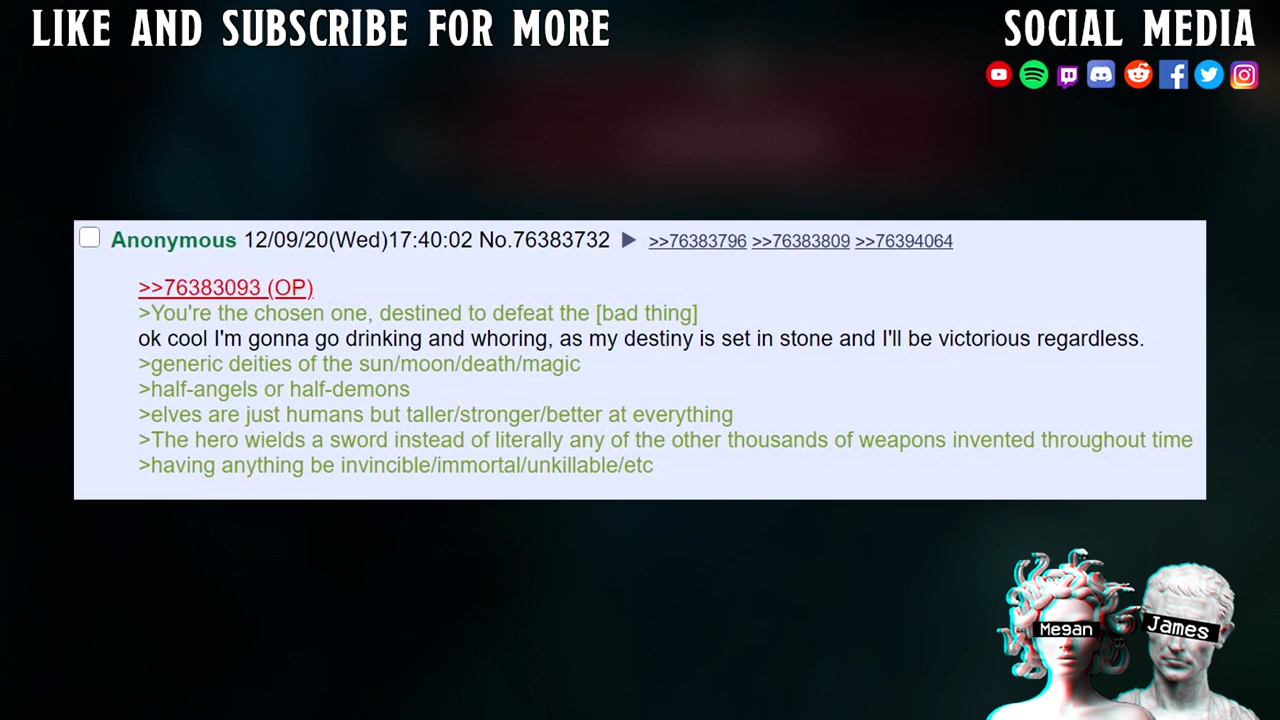 LIKE AND SUBSCRIBE FOR MORE
SOCIAL MEDIA
Anonymous 12/09/20(Wed)17:40:02 No.76383732 ▶ >>76383796 >>76383809 >>76394064
>>76383093 (OP)
>You're the chosen one, destined to defeat the [bad thing]
ok cool I'm gonna go drinking and whoring, as my destiny is set in stone and I'll be victorious regardless.
>generic deities of the sun/moon/death/magic
>half-angels or half-demons
>elves are just humans but taller/stronger/better at everything
>The hero wields a sword instead of literally any of the other thousands of weapons invented throughout time
>having anything be invincible/immortal/unkillable/etc
Megan
James